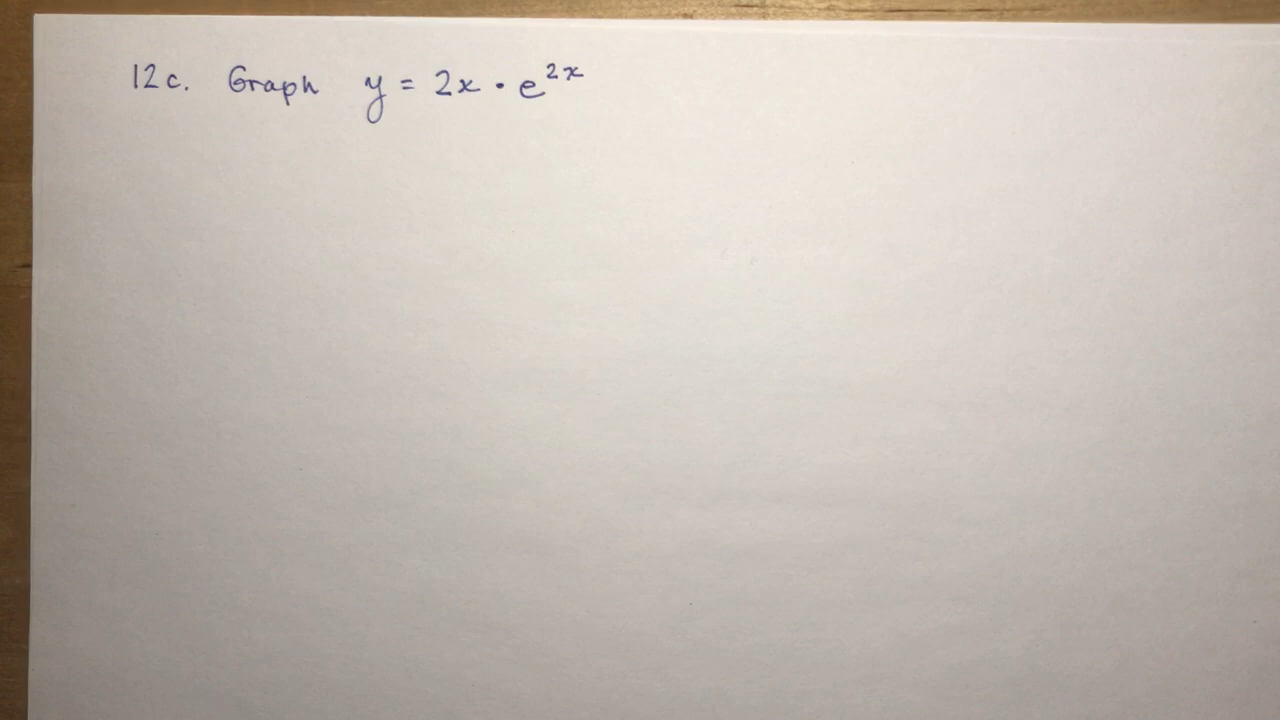 12c. Graph y = 2x · e^{2x}